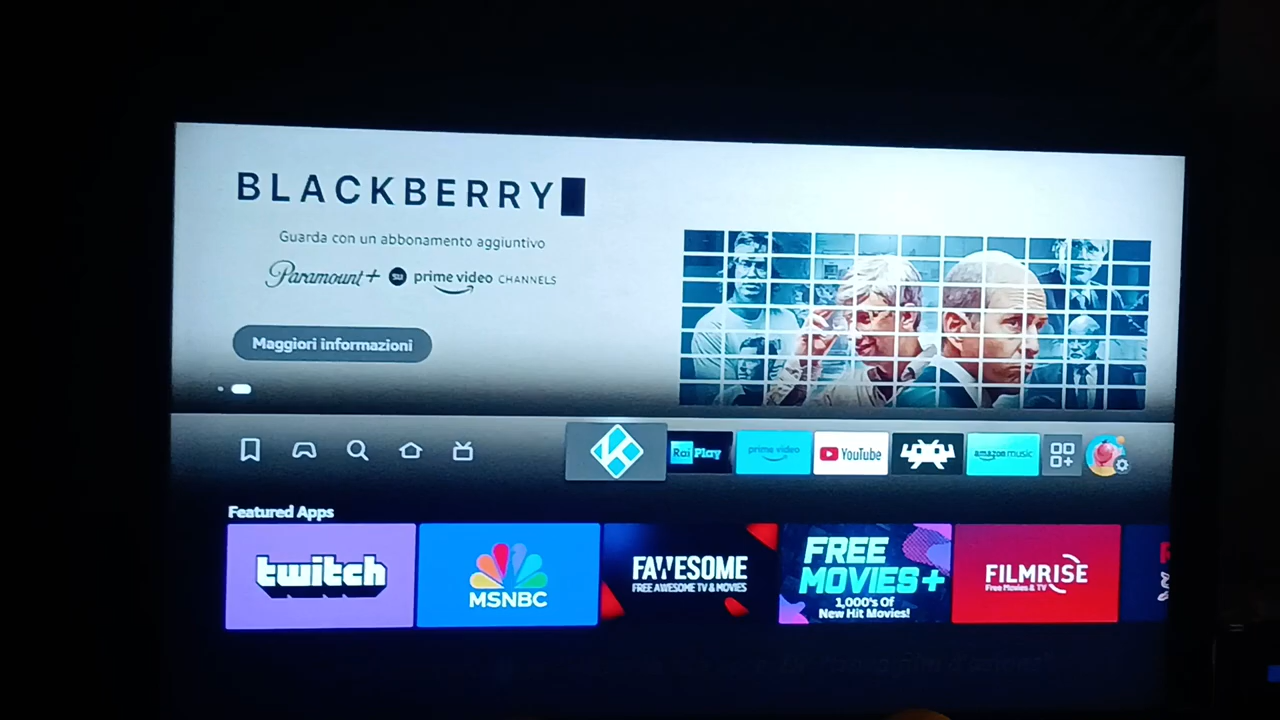 BLACKBERRY
Guarda con un abbonamento aggiuntivo
Paramount+ prime video CHANNELS
Maggiori informazioni
Rai Play prime video YouTube amazon music
Featured Apps
twitch
MSNBC
FAWESOME
FREE AWESOME TV & MOVIES
FREE
MOVIES+
1,000's Of
New Hit Movies!
FILMRISE
Free Movies & TV